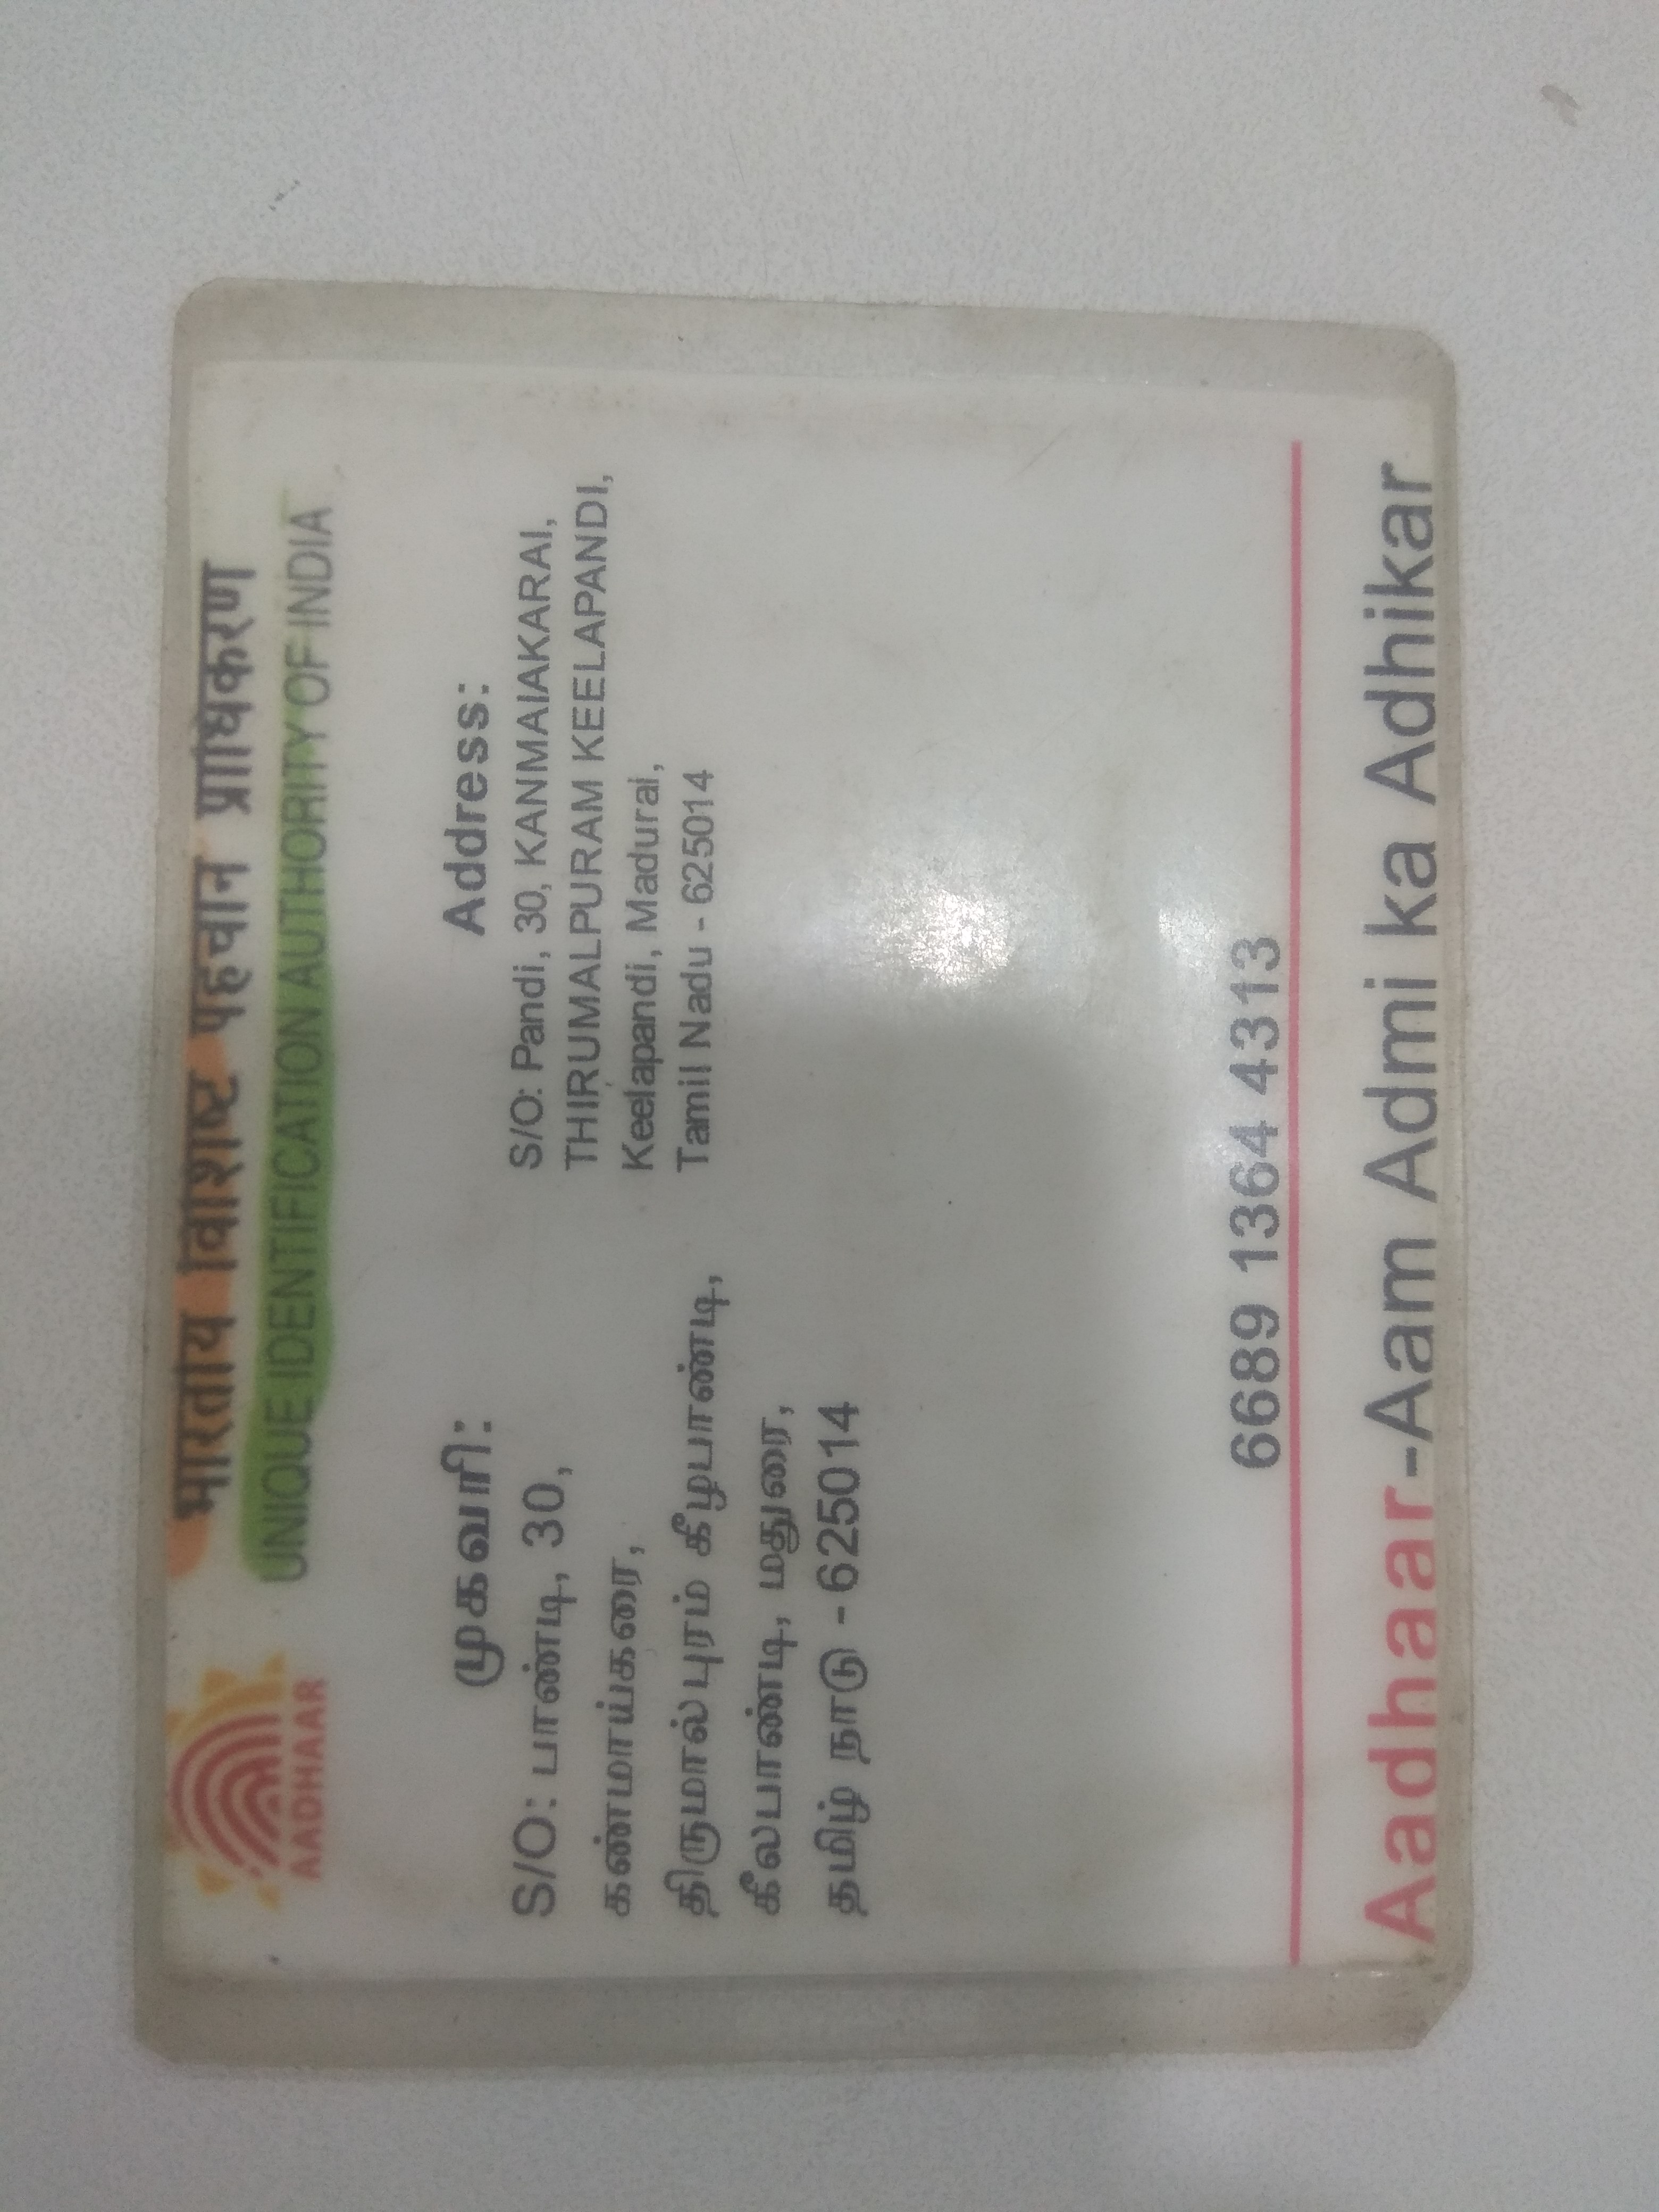 भारतीय विशिष्ट पहचान प्राधिकरण
UNIQUE IDENTIFICATION AUTHORITY OF INDIA
AADHAAR
முகவரி:
S/O: பாண்டி, 30,
கண்மாய்கரை,
திருமால்புரம் கீழபாண்டி,
கீலபாண்டி, மதுரை,
தமிழ் நாடு - 625014
Address:
S/O: Pandi, 30, KANMAIAKARAI,
THIRUMALPURAM KEELAPANDI,
Keelapandi, Madurai,
Tamil Nadu - 625014
6689 1364 4313
Aadhaar-Aam Admi ka Adhikar